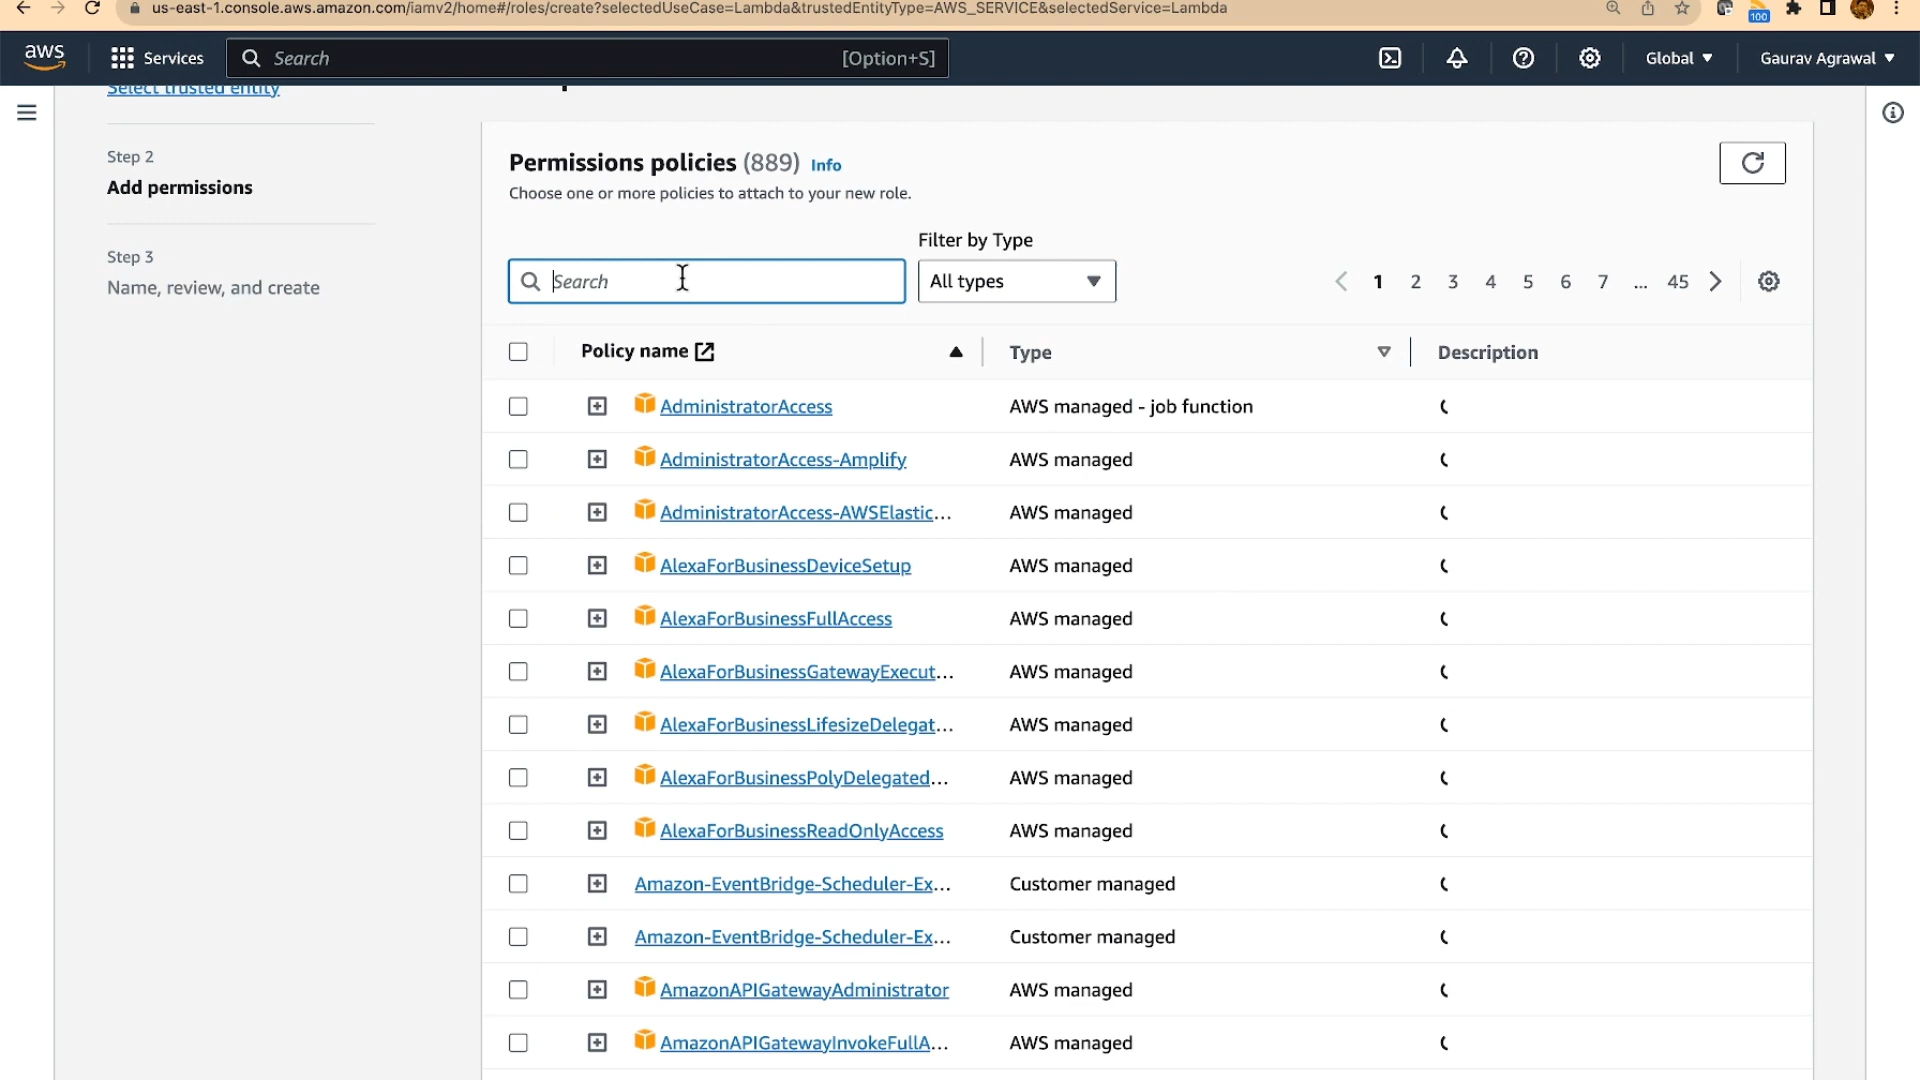 us-east-1.console.aws.amazon.com/iamv2/home#/roles/create?selectedUseCase=Lambda&trustedEntityType=AWS_SERVICE&selectedService=Lambda
100
aws
Services
Search
[Option+S]
Global
Gaurav Agrawal
Select trusted entity
Step 2
Add permissions
Step 3
Name, review, and create
Permissions policies (889) Info
Choose one or more policies to attach to your new role.
Filter by Type
Search
All types
1 2 3 4 5 6 7 ... 45
Policy name
Type
Description
AdministratorAccess
AWS managed - job function
AdministratorAccess-Amplify
AWS managed
AdministratorAccess-AWSElastic...
AWS managed
AlexaForBusinessDeviceSetup
AWS managed
AlexaForBusinessFullAccess
AWS managed
AlexaForBusinessGatewayExecut...
AWS managed
AlexaForBusinessLifesizeDelegat...
AWS managed
AlexaForBusinessPolyDelegated...
AWS managed
AlexaForBusinessReadOnlyAccess
AWS managed
Amazon-EventBridge-Scheduler-Ex...
Customer managed
Amazon-EventBridge-Scheduler-Ex...
Customer managed
AmazonAPIGatewayAdministrator
AWS managed
AmazonAPIGatewayInvokeFullA...
AWS managed